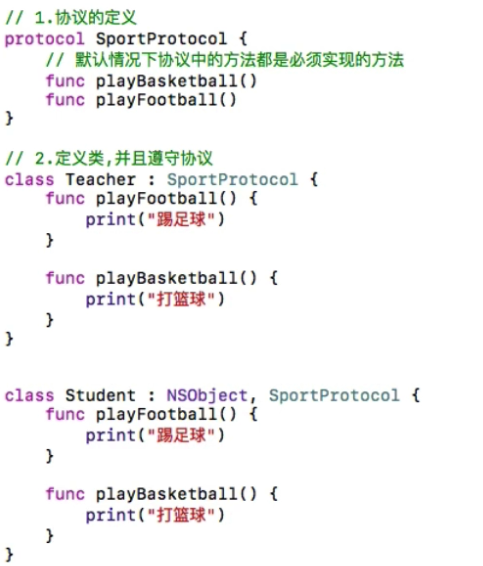 // 1.协议的定义
protocol SportProtocol {
    // 默认情况下协议中的方法都是必须实现的方法
    func playBasketball()
    func playFootball()
}
// 2.定义类,并且遵守协议
class Teacher : SportProtocol {
    func playFootball() {
        print("踢足球")
    }
    func playBasketball() {
        print("打篮球")
    }
}
class Student : NSObject, SportProtocol {
    func playFootball() {
        print("踢足球")
    }
    func playBasketball() {
        print("打篮球")
    }
}